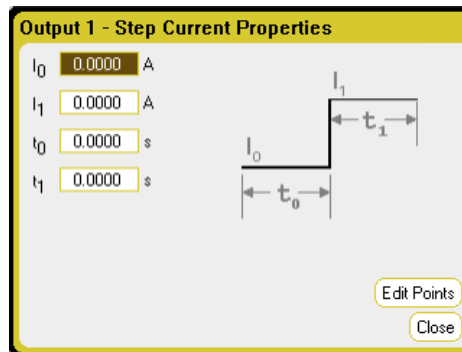 Output 1 - Step Current Properties
I0 0.0000 A
I1 0.0000 A
t0 0.0000 s
t1 0.0000 s
I1
t1
I0
t0
Edit Points
Close